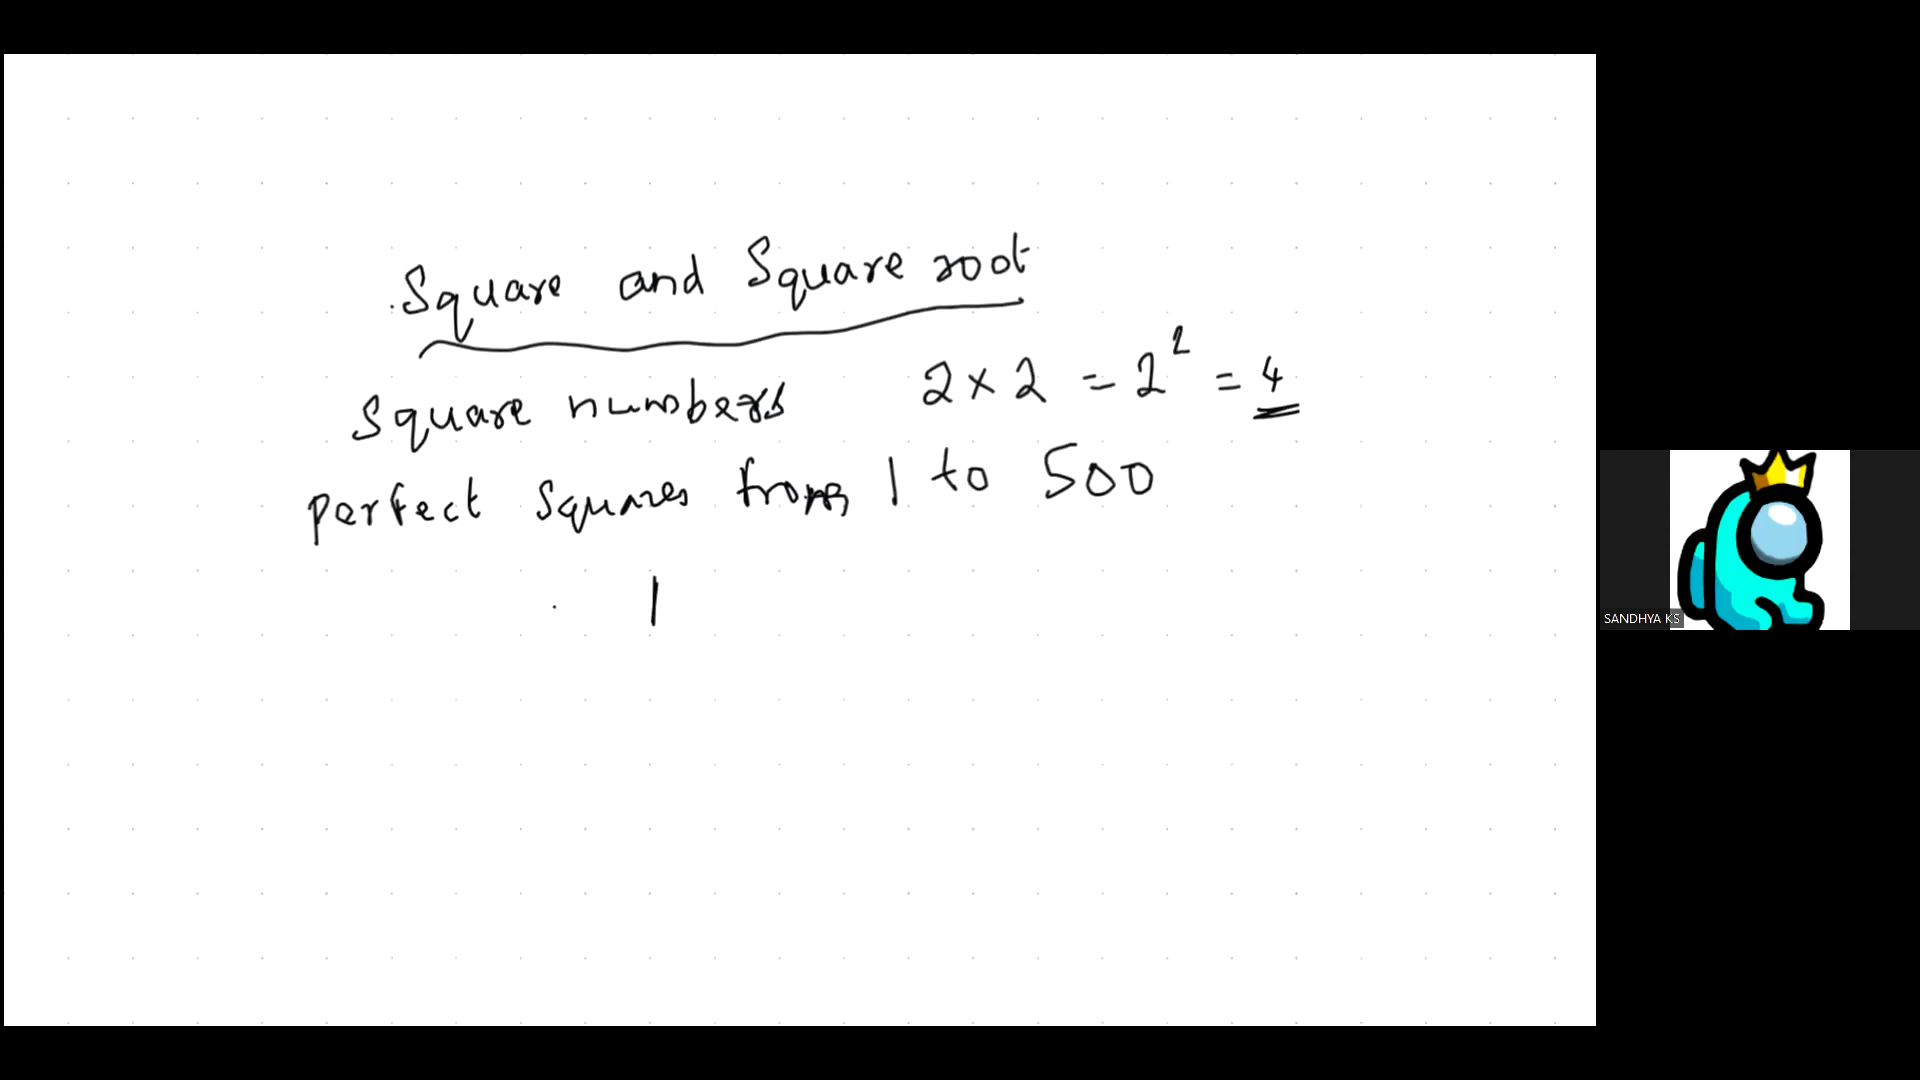 Square and Square root
Square numbers 2 × 2 = 2² = 4
perfect squares from 1 to 500
1
SANDHYA KS